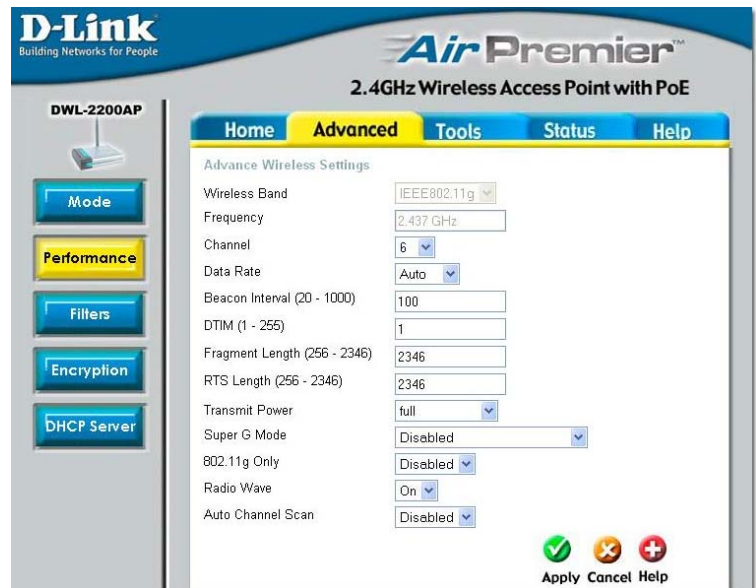 D-Link
Building Networks for People
AirPremier™
2.4GHz Wireless Access Point with PoE
DWL-2200AP
Home Advanced Tools Status Help
Mode
Performance
Filters
Encryption
DHCP Server
Advance Wireless Settings
Wireless Band IEEE802.11g
Frequency 2.437 GHz
Channel 6
Data Rate Auto
Beacon Interval (20 - 1000) 100
DTIM (1 - 255) 1
Fragment Length (256 - 2346) 2346
RTS Length (256 - 2346) 2346
Transmit Power full
Super G Mode Disabled
802.11g Only Disabled
Radio Wave On
Auto Channel Scan Disabled
Apply Cancel Help